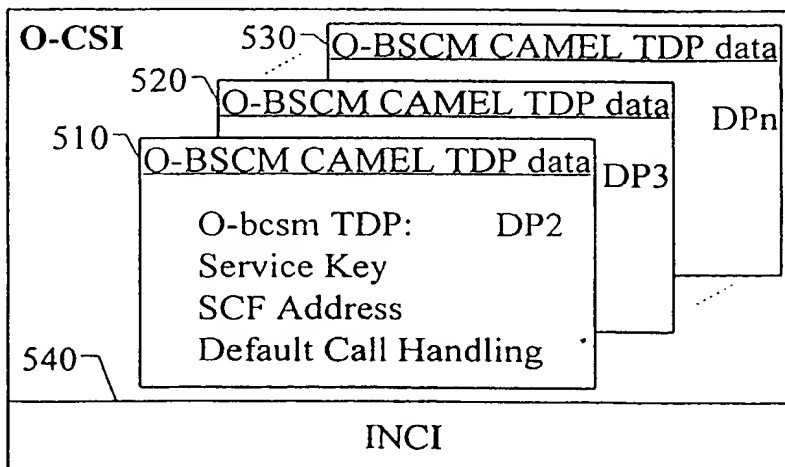 O-CSI
530
O-BSCM CAMEL TDP data
DPn
520
O-BSCM CAMEL TDP data
DP3
510
O-BSCM CAMEL TDP data
O-bcsm TDP: DP2
Service Key
SCF Address
Default Call Handling
540
INCI